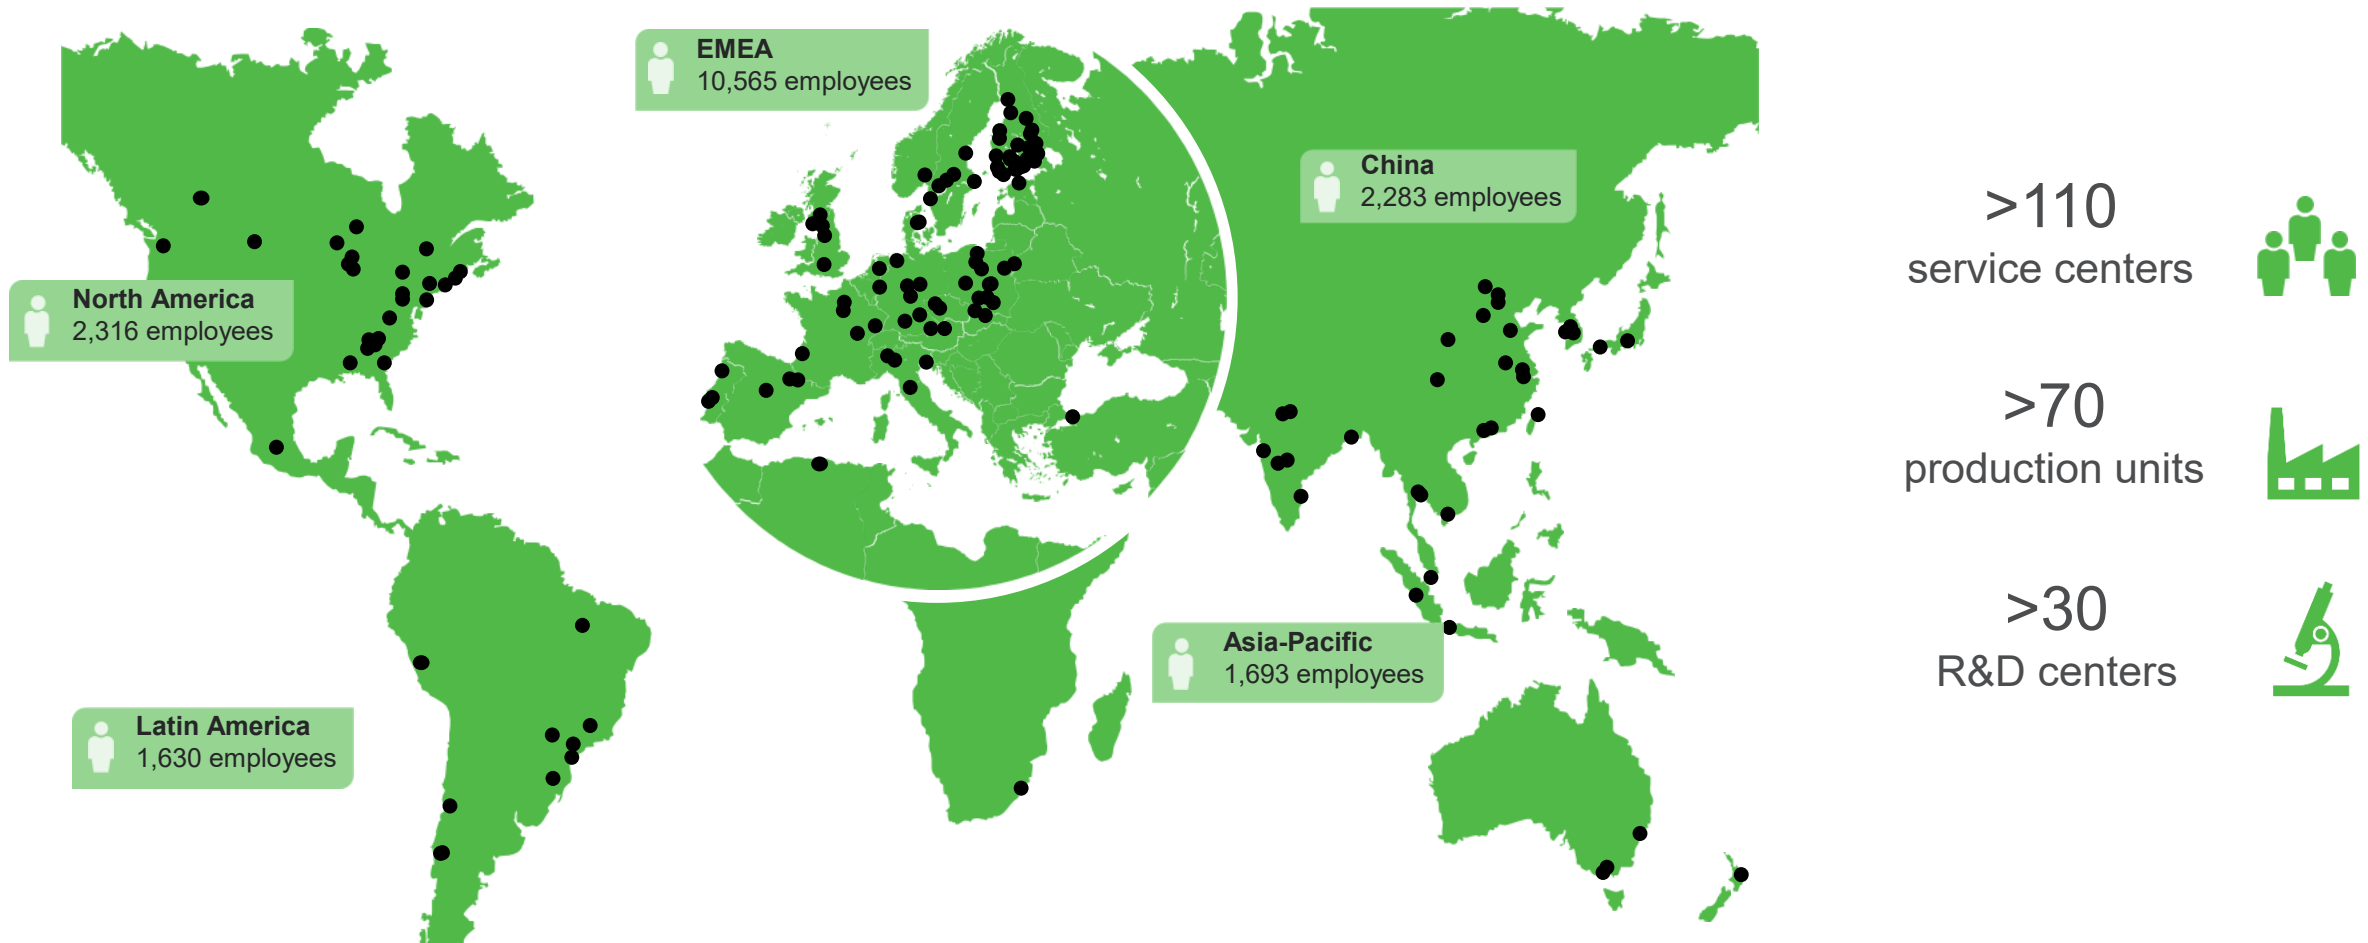 EMEA
10,565 employees
China
2,283 employees
North America
2,316 employees
Asia-Pacific
1,693 employees
Latin America
1,630 employees
>110
service centers
>70
production units
>30
R&D centers